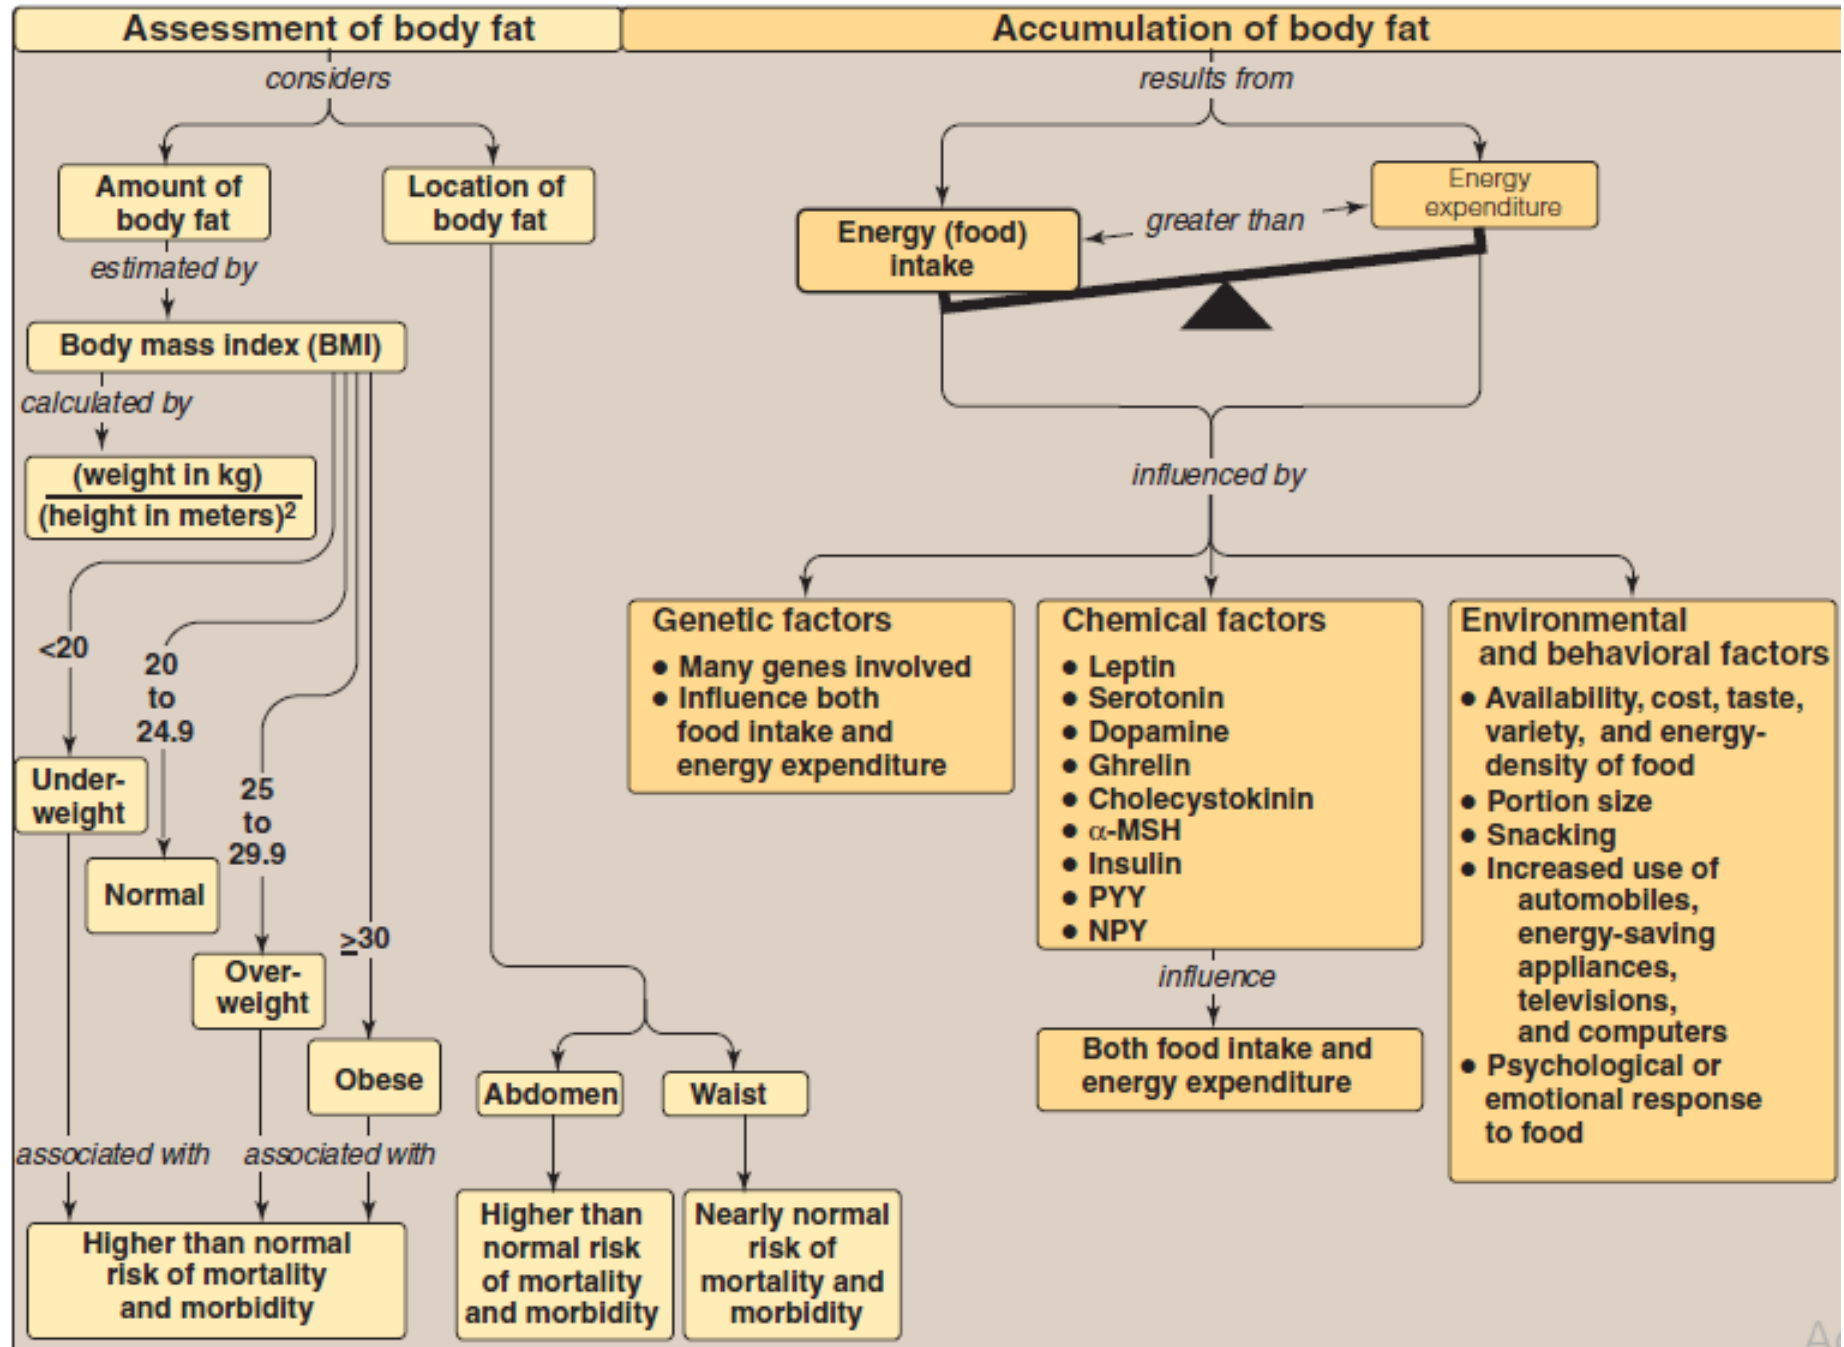 Assessment of body fat
considers
Amount of
body fat
Location of
body fat
estimated by
Body mass index (BMI)
calculated by
(weight in kg)
(height in meters)²
<20
20
to
24.9
25
to
29.9
≥30
Under-
weight
Normal
Over-
weight
Obese
associated with
associated with
Higher than normal
risk of mortality
and morbidity
Abdomen
Waist
Higher than
normal risk
of mortality
and morbidity
Nearly normal
risk of
mortality and
morbidity
Accumulation of body fat
results from
Energy (food)
intake
greater than
Energy
expenditure
influenced by
Genetic factors
• Many genes involved
• Influence both
food intake and
energy expenditure
Chemical factors
• Leptin
• Serotonin
• Dopamine
• Ghrelin
• Cholecystokinin
• α-MSH
• Insulin
• PYY
• NPY
influence
Both food intake and
energy expenditure
Environmental
and behavioral factors
• Availability, cost, taste,
variety, and energy-
density of food
• Portion size
• Snacking
• Increased use of
automobiles,
energy-saving
appliances,
televisions,
and computers
• Psychological or
emotional response
to food